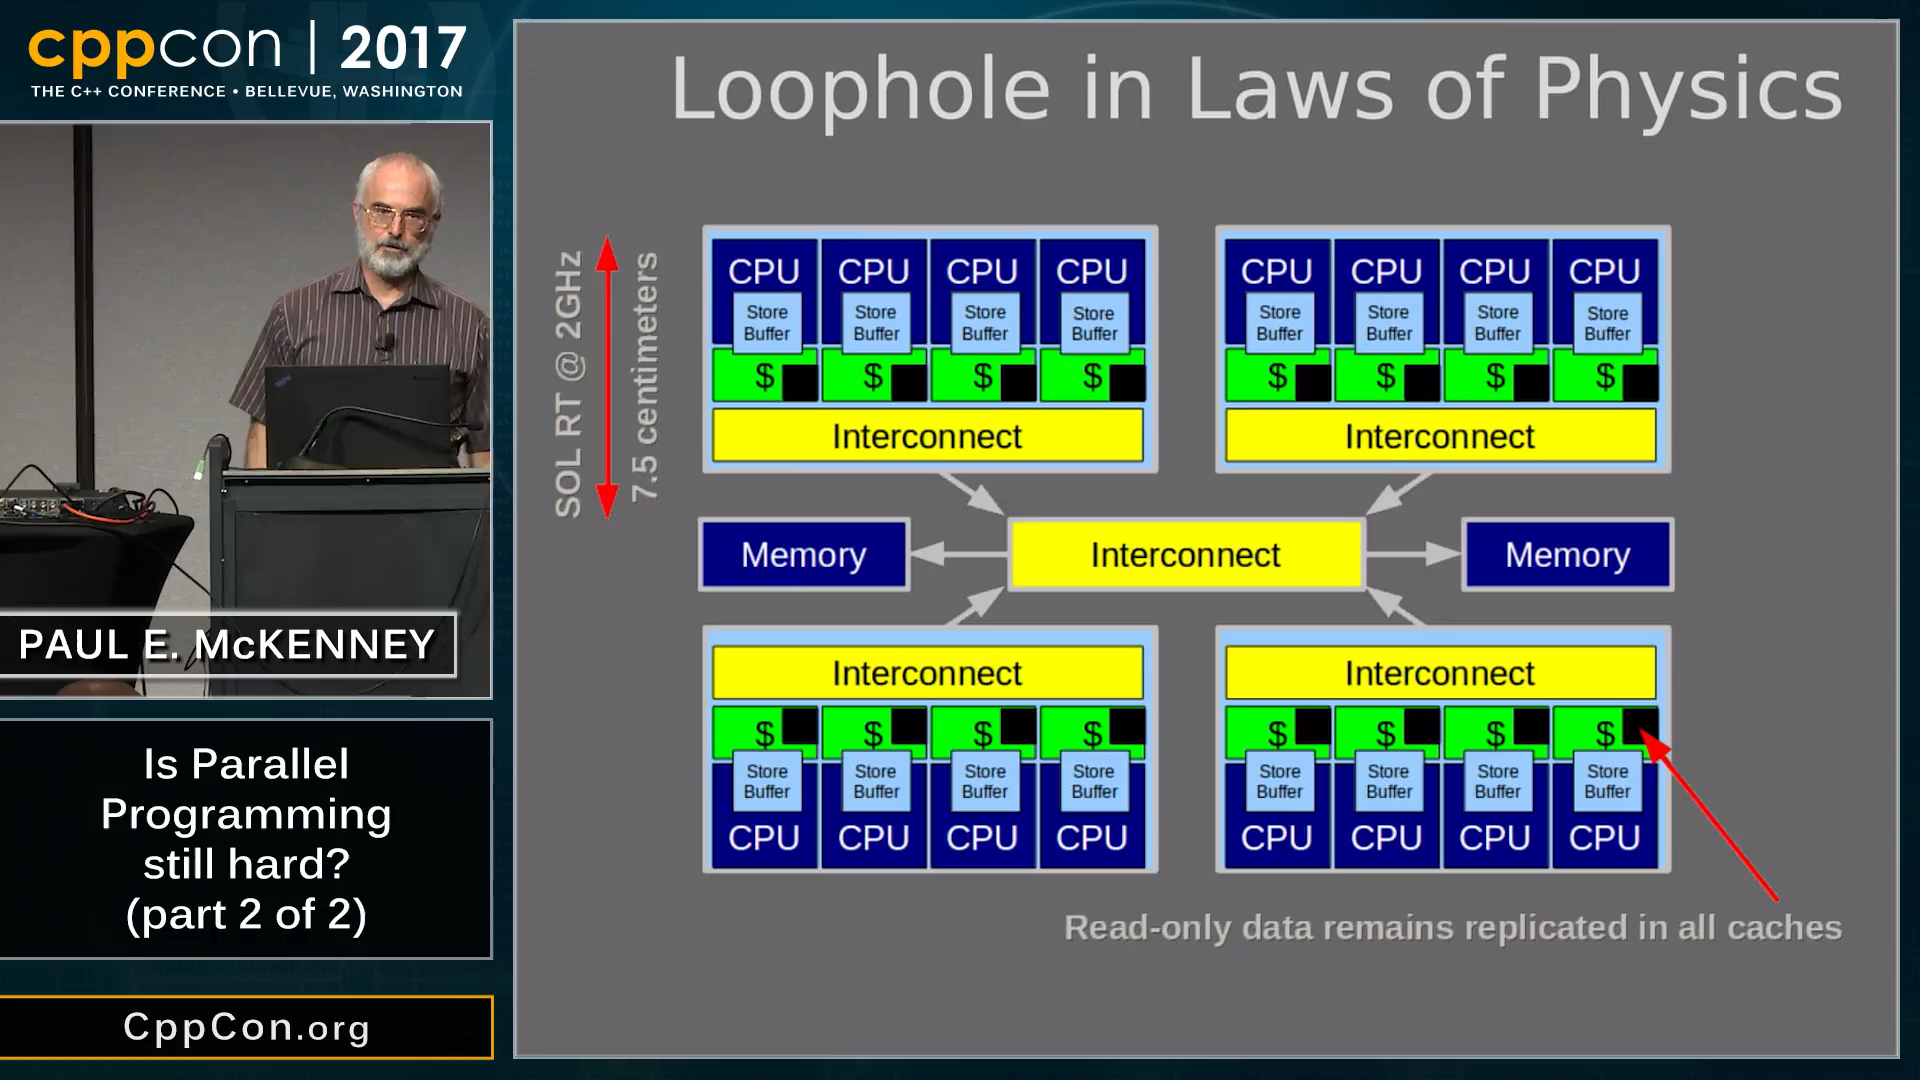 cppcon | 2017
THE C++ CONFERENCE • BELLEVUE, WASHINGTON
PAUL E. McKENNEY
Is Parallel
Programming
still hard?
(part 2 of 2)
CppCon.org
Loophole in Laws of Physics
SOL RT @ 2GHz
7.5 centimeters
CPU CPU CPU CPU
Store Buffer Store Buffer Store Buffer Store Buffer
$ $ $ $
Interconnect
CPU CPU CPU CPU
Store Buffer Store Buffer Store Buffer Store Buffer
$ $ $ $
Interconnect
Memory Interconnect Memory
Interconnect
$ $ $ $
Store Buffer Store Buffer Store Buffer Store Buffer
CPU CPU CPU CPU
Interconnect
$ $ $ $
Store Buffer Store Buffer Store Buffer Store Buffer
CPU CPU CPU CPU
Read-only data remains replicated in all caches